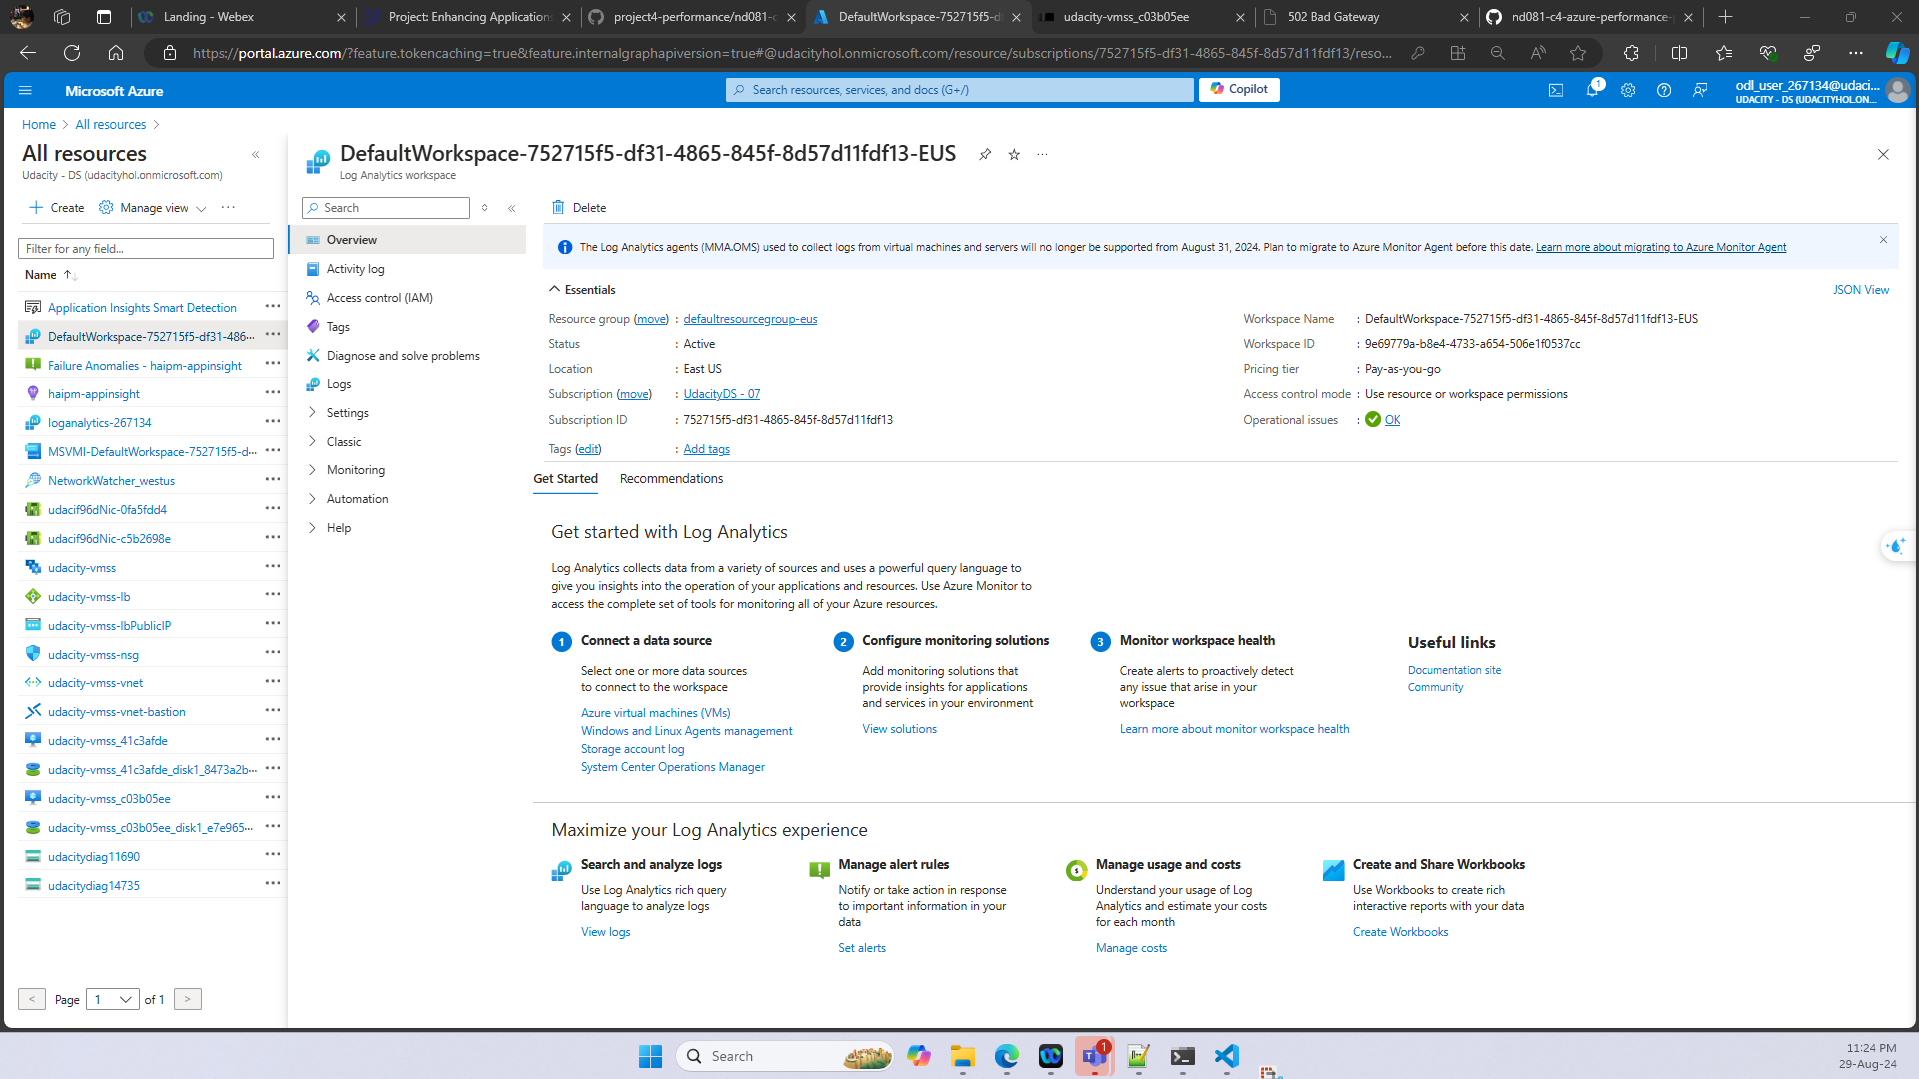 Landing - Webex
Project: Enhancing Applications
project4-performance/nd081-c
DefaultWorkspace-752715f5-d
udacity-vmss_c03b05ee
502 Bad Gateway
nd081-c4-azure-performance-
https://portal.azure.com/?feature.tokencaching=true&feature.internalgraphapiversion=true#@udacityhol.onmicrosoft.com/resource/subscriptions/752715f5-df31-4865-845f-8d57d11fdf13/reso...
Microsoft Azure
Search resources, services, and docs (G+/)
Copilot
1
odl_user_267134@udaci...
UDACITY - DS (UDACITYHOL.ON...
Home
All resources
All resources
Udacity - DS (udacityhol.onmicrosoft.com)
Create
Manage view
Filter for any field...
Name
Application Insights Smart Detection
DefaultWorkspace-752715f5-df31-486...
Failure Anomalies - haipm-appinsight
haipm-appinsight
loganalytics-267134
MSVMI-DefaultWorkspace-752715f5-d...
NetworkWatcher_westus
udacif96dNic-0fa5fdd4
udacif96dNic-c5b2698e
udacity-vmss
udacity-vmss-lb
udacity-vmss-lbPublicIP
udacity-vmss-nsg
udacity-vmss-vnet
udacity-vmss-vnet-bastion
udacity-vmss_41c3afde
udacity-vmss_41c3afde_disk1_8473a2b...
udacity-vmss_c03b05ee
udacity-vmss_c03b05ee_disk1_e7e965...
udacitydiag11690
udacitydiag14735
< Page 1 of 1 >
DefaultWorkspace-752715f5-df31-4865-845f-8d57d11fdf13-EUS
Log Analytics workspace
Search
Overview
Activity log
Access control (IAM)
Tags
Diagnose and solve problems
Logs
Settings
Classic
Monitoring
Automation
Help
Delete
The Log Analytics agents (MMA,OMS) used to collect logs from virtual machines and servers will no longer be supported from August 31, 2024. Plan to migrate to Azure Monitor Agent before this date. Learn more about migrating to Azure Monitor Agent
Essentials
JSON View
Resource group (move) : defaultresourcegroup-eus
Status : Active
Location : East US
Subscription (move) : UdacityDS - 07
Subscription ID : 752715f5-df31-4865-845f-8d57d11fdf13
Tags (edit) : Add tags
Workspace Name : DefaultWorkspace-752715f5-df31-4865-845f-8d57d11fdf13-EUS
Workspace ID : 9e69779a-b8e4-4733-a654-506e1f0537cc
Pricing tier : Pay-as-you-go
Access control mode : Use resource or workspace permissions
Operational issues : OK
Get Started
Recommendations
Get started with Log Analytics
Log Analytics collects data from a variety of sources and uses a powerful query language to
give you insights into the operation of your applications and resources. Use Azure Monitor to
access the complete set of tools for monitoring all of your Azure resources.
1 Connect a data source
Select one or more data sources
to connect to the workspace
Azure virtual machines (VMs)
Windows and Linux Agents management
Storage account log
System Center Operations Manager
2 Configure monitoring solutions
Add monitoring solutions that
provide insights for applications
and services in your environment
View solutions
3 Monitor workspace health
Create alerts to proactively detect
any issue that arise in your
workspace
Learn more about monitor workspace health
Useful links
Documentation site
Community
Maximize your Log Analytics experience
Search and analyze logs
Use Log Analytics rich query
language to analyze logs
View logs
Manage alert rules
Notify or take action in response
to important information in your
data
Set alerts
Manage usage and costs
Understand your usage of Log
Analytics and estimate your costs
for each month
Manage costs
Create and Share Workbooks
Use Workbooks to create rich
interactive reports with your data
Create Workbooks
Search
1
11:24 PM
29-Aug-24